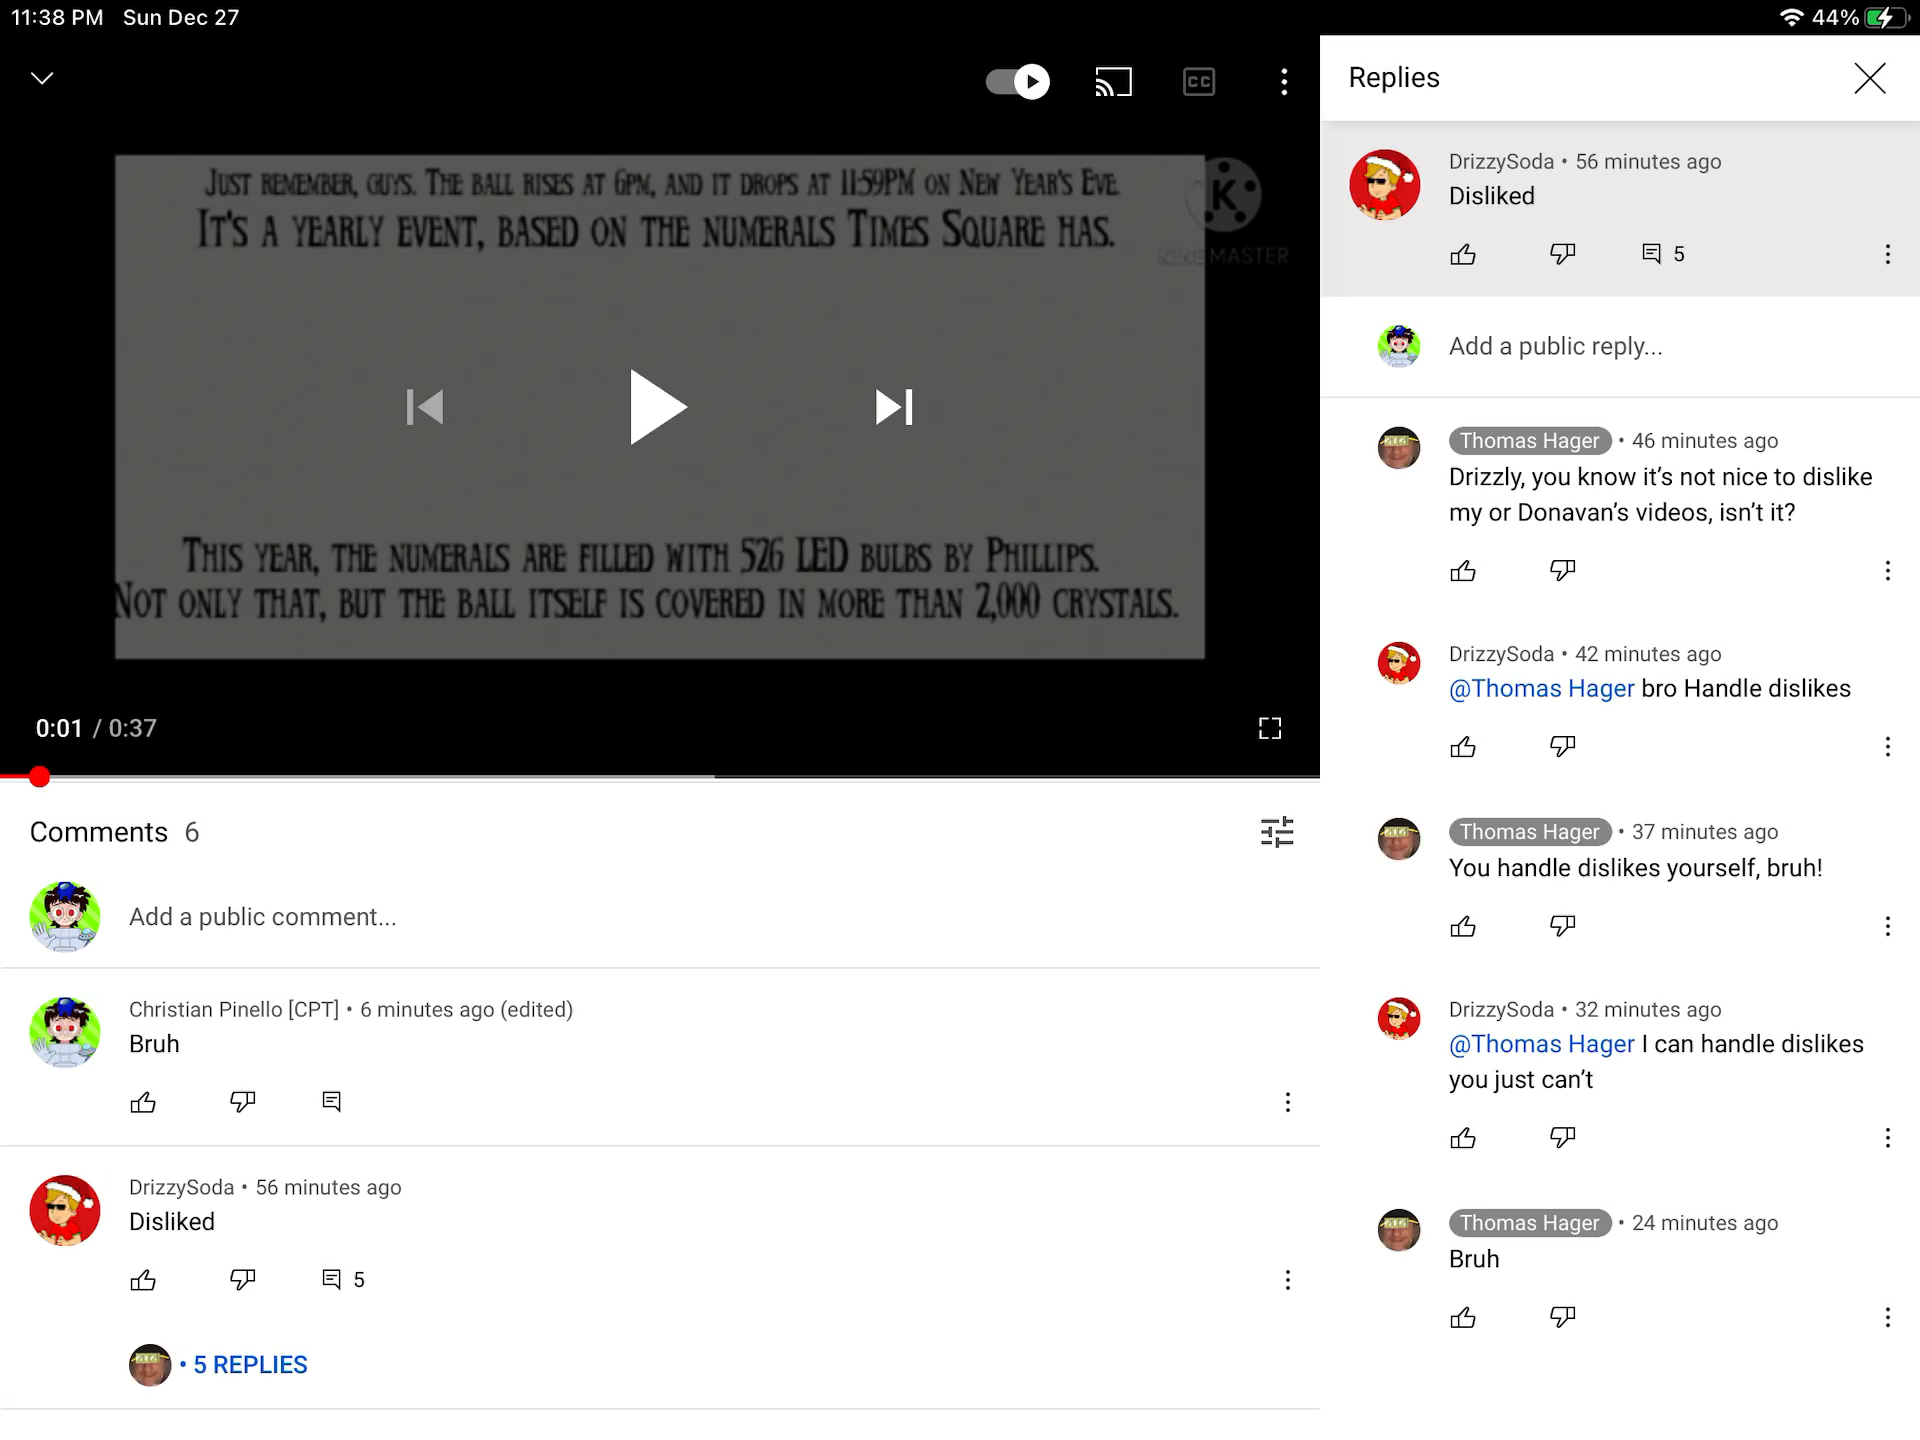 11:38 PM Sun Dec 27
44%
CC
JUST REMEMBER, GUYS. THE BALL RISES AT 6PM, AND IT DROPS AT 11:59PM ON NEW YEAR'S EVE.
IT'S A YEARLY EVENT, BASED ON THE NUMERALS TIMES SQUARE HAS.
K
KINEMASTER
THIS YEAR, THE NUMERALS ARE FILLED WITH 526 LED BULBS BY PHILLIPS.
NOT ONLY THAT, BUT THE BALL ITSELF IS COVERED IN MORE THAN 2,000 CRYSTALS.
0:01 / 0:37
Comments 6
Add a public comment...
Christian Pinello [CPT] • 6 minutes ago (edited)
Bruh
DrizzySoda • 56 minutes ago
Disliked
5
• 5 REPLIES
Replies
DrizzySoda • 56 minutes ago
Disliked
5
Add a public reply...
Thomas Hager • 46 minutes ago
Drizzly, you know it’s not nice to dislike
my or Donavan’s videos, isn’t it?
DrizzySoda • 42 minutes ago
@Thomas Hager bro Handle dislikes
Thomas Hager • 37 minutes ago
You handle dislikes yourself, bruh!
DrizzySoda • 32 minutes ago
@Thomas Hager I can handle dislikes
you just can’t
Thomas Hager • 24 minutes ago
Bruh